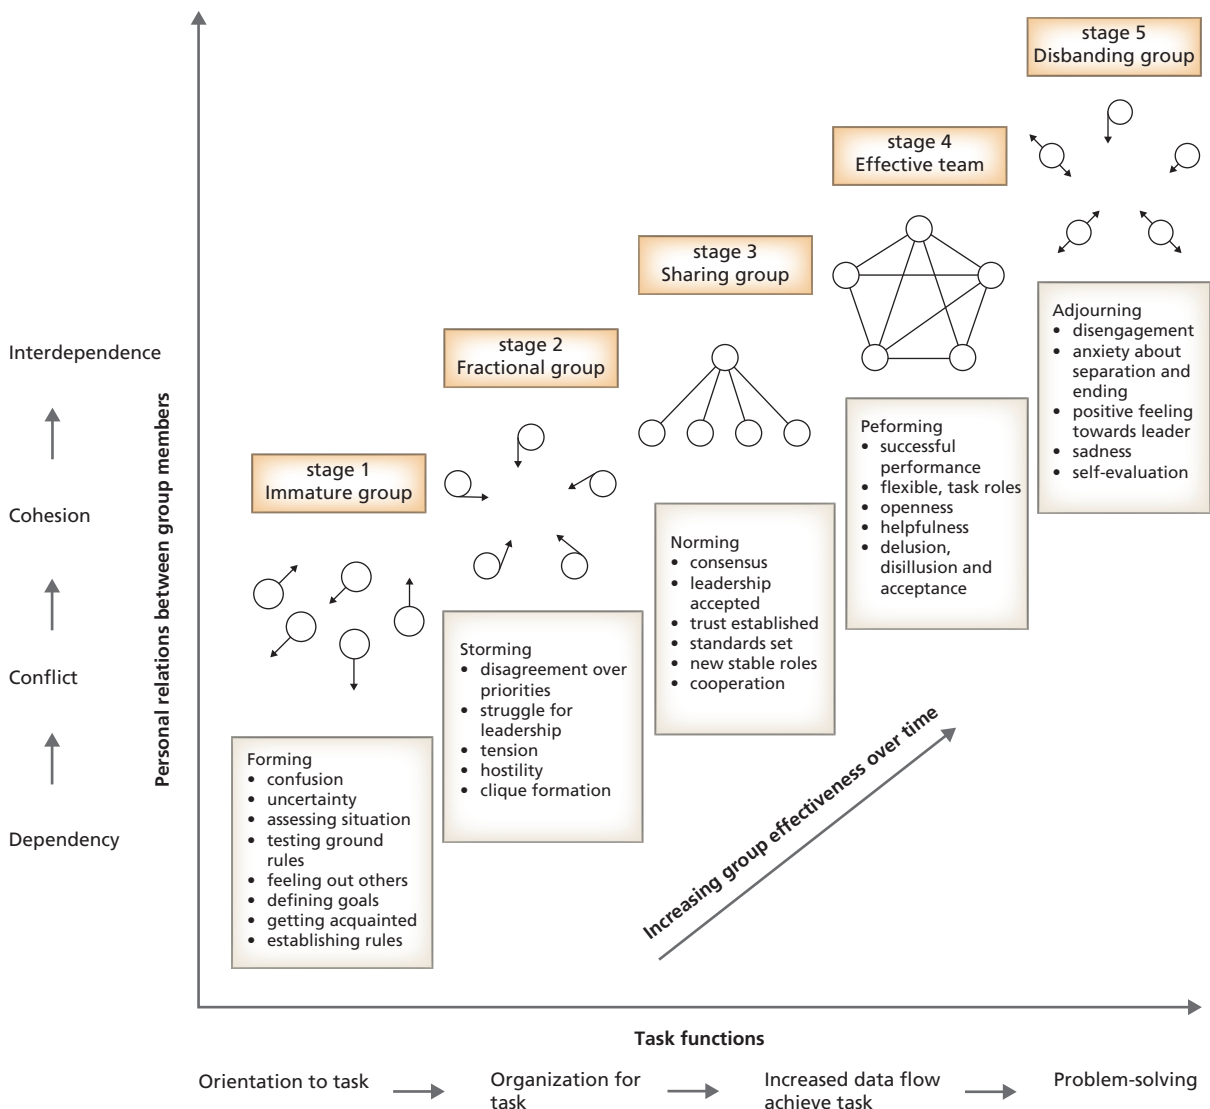 stage 5
Disbanding group
stage 4
Effective team
stage 3
Sharing group
stage 2
Fractional group
stage 1
Immature group
Adjourning
• disengagement
• anxiety about
separation and
ending
• positive feeling
towards leader
• sadness
• self-evaluation
Peforming
• successful
performance
• flexible, task roles
• openness
• helpfulness
• delusion,
disillusion and
acceptance
Norming
• consensus
• leadership
accepted
• trust established
• standards set
• new stable roles
• cooperation
Storming
• disagreement over
priorities
• struggle for
leadership
• tension
• hostility
• clique formation
Forming
• confusion
• uncertainty
• assessing situation
• testing ground
rules
• feeling out others
• defining goals
• getting acquainted
• establishing rules
Interdependence
Cohesion
Conflict
Dependency
Personal relations between group members
Increasing group effectiveness over time
Task functions
Orientation to task
Organization for
task
Increased data flow
achieve task
Problem-solving